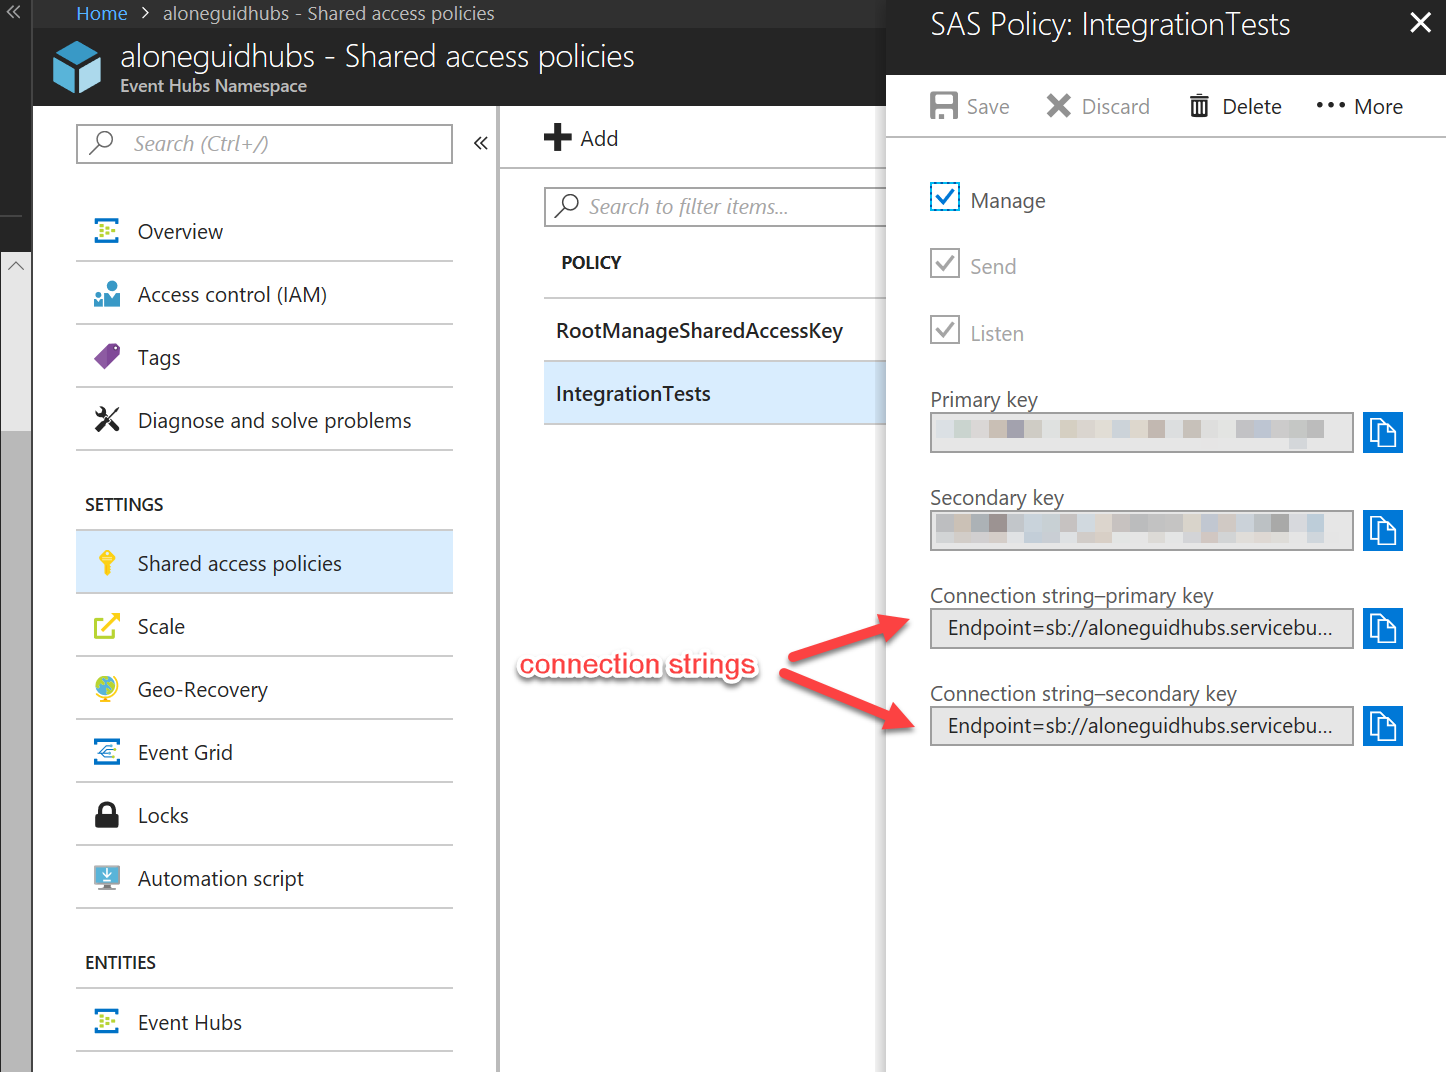 Home > aloneguidhubs - Shared access policies
aloneguidhubs - Shared access policies
Event Hubs Namespace
Search (Ctrl+/)
Overview
Access control (IAM)
Tags
Diagnose and solve problems
SETTINGS
Shared access policies
Scale
Geo-Recovery
Event Grid
Locks
Automation script
ENTITIES
Event Hubs
Add
Search to filter items...
POLICY
RootManageSharedAccessKey
IntegrationTests
connection strings
SAS Policy: IntegrationTests
Save Discard Delete More
Manage
Send
Listen
Primary key
Secondary key
Connection string–primary key
Endpoint=sb://aloneguidhubs.servicebu...
Connection string–secondary key
Endpoint=sb://aloneguidhubs.servicebu...